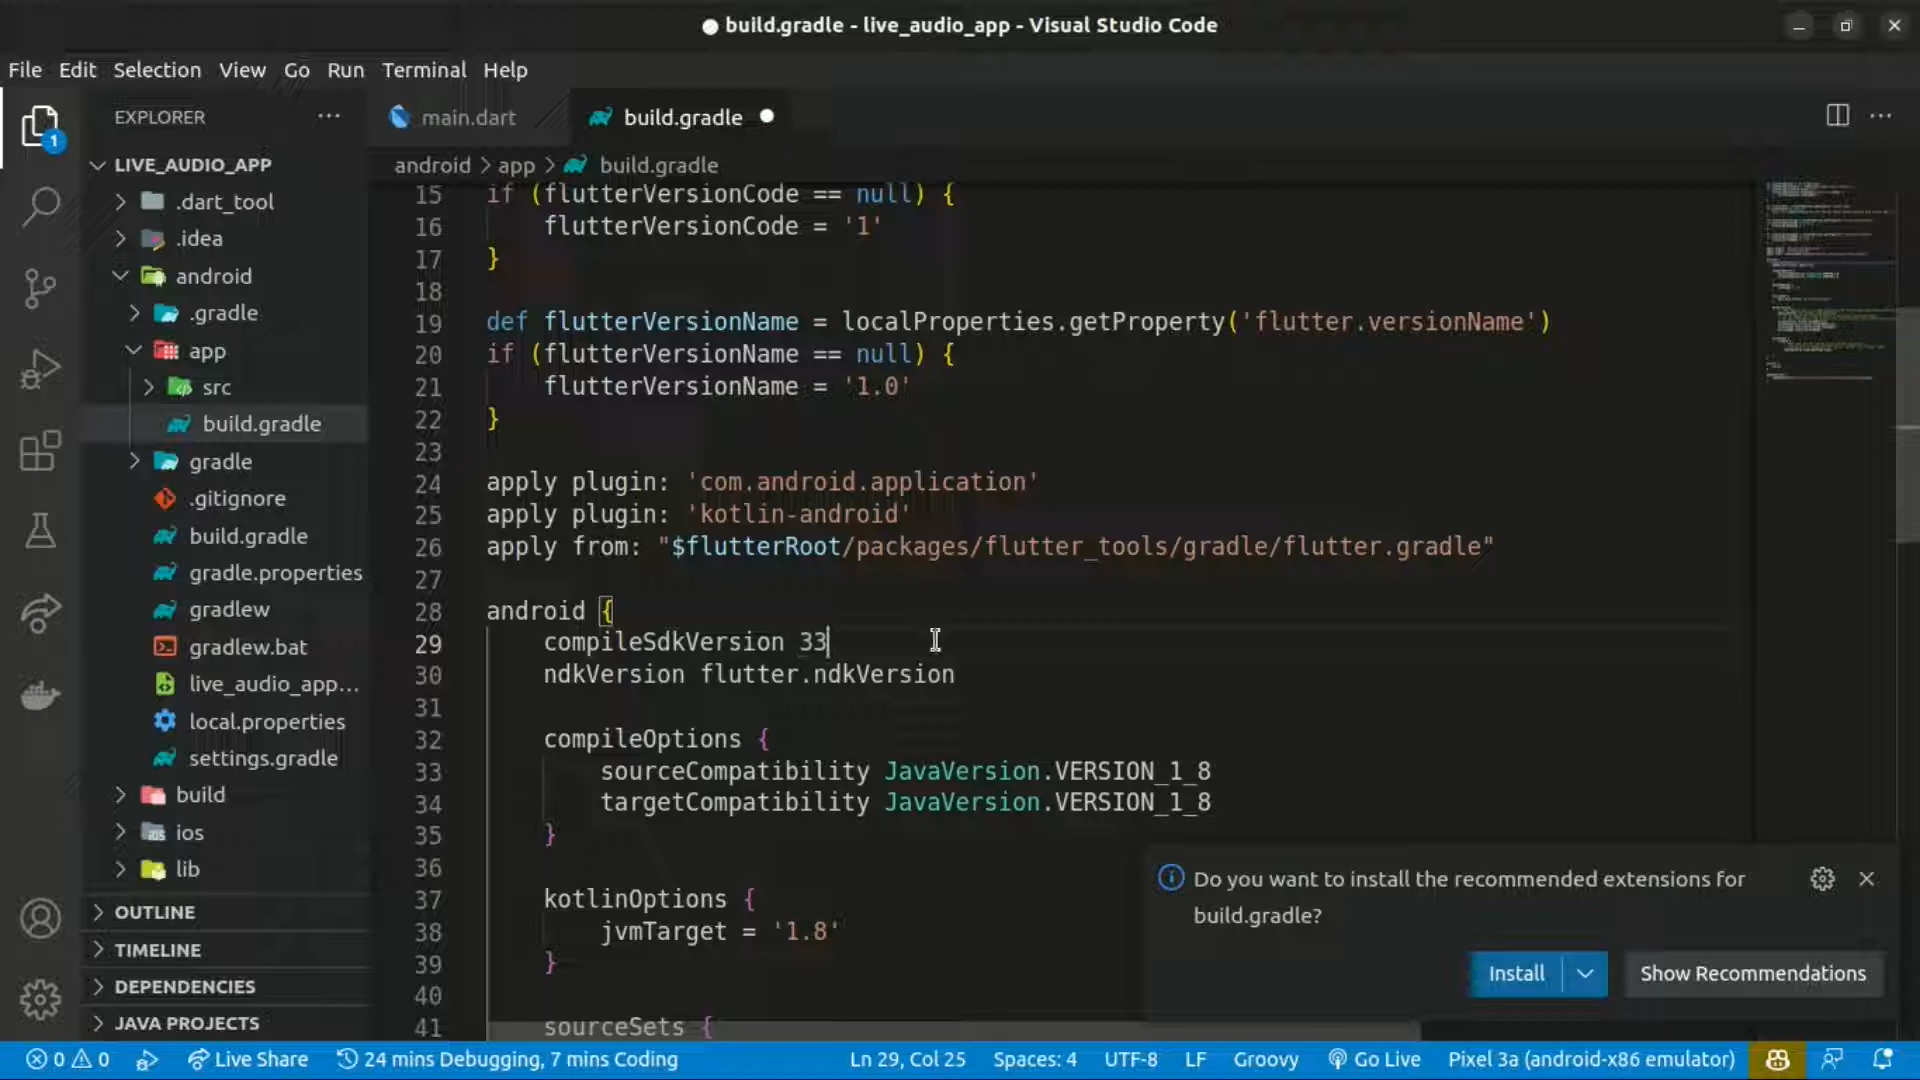 build.gradle - live_audio_app - Visual Studio Code
File Edit Selection View Go Run Terminal Help
EXPLORER
main.dart
build.gradle
1
LIVE_AUDIO_APP
android > app > build.gradle
.dart_tool
.idea
android
.gradle
app
src
build.gradle
gradle
.gitignore
build.gradle
gradle.properties
gradlew
gradlew.bat
live_audio_app...
local.properties
settings.gradle
build
ios
lib
OUTLINE
TIMELINE
DEPENDENCIES
JAVA PROJECTS
15 if (flutterVersionCode == null) {
16 flutterVersionCode = '1'
17 }
18
19 def flutterVersionName = localProperties.getProperty('flutter.versionName')
20 if (flutterVersionName == null) {
21 flutterVersionName = '1.0'
22 }
23
24 apply plugin: 'com.android.application'
25 apply plugin: 'kotlin-android'
26 apply from: "$flutterRoot/packages/flutter_tools/gradle/flutter.gradle"
27
28 android {
29 compileSdkVersion 33
30 ndkVersion flutter.ndkVersion
31
32 compileOptions {
33 sourceCompatibility JavaVersion.VERSION_1_8
34 targetCompatibility JavaVersion.VERSION_1_8
35 }
36
37 kotlinOptions {
38 jvmTarget = '1.8'
39 }
40
41 sourceSets {
Do you want to install the recommended extensions for
build.gradle?
Install
Show Recommendations
0 0 Live Share 24 mins Debugging, 7 mins Coding Ln 29, Col 25 Spaces: 4 UTF-8 LF Groovy Go Live Pixel 3a (android-x86 emulator)